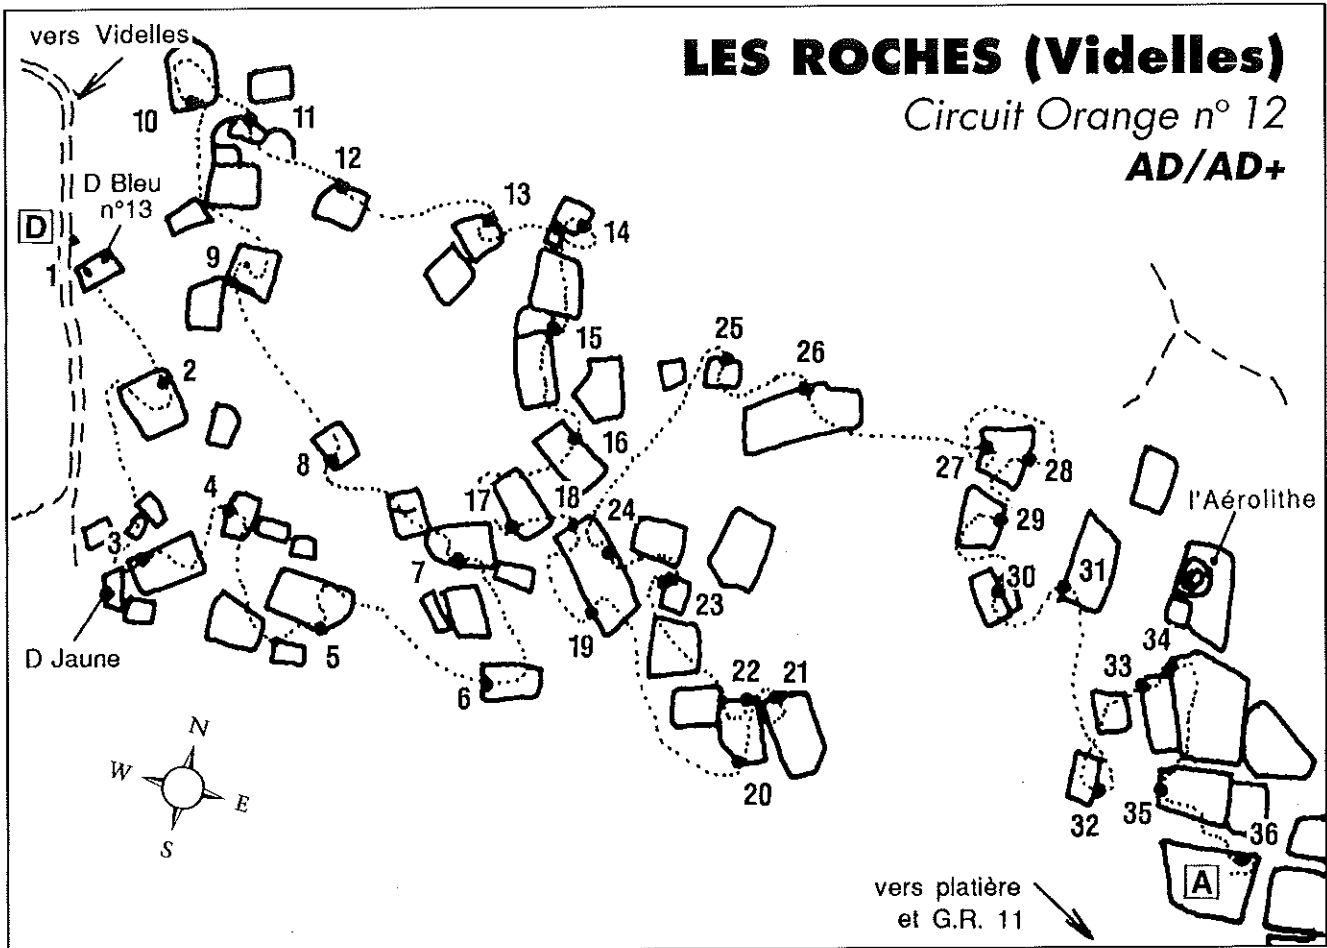 vers Videlles
LES ROCHES (Videlles)
Circuit Orange n° 12
AD/AD+
10
11
12
D Bleu
n°13
13
14
D
1
9
15
25
26
2
8
16
27
28
4
17
18
24
29
l'Aérolithe
3
7
30
31
23
19
34
D Jaune
5
6
22
21
33
N
W
E
S
20
32
35
36
A
vers platière
et G.R. 11